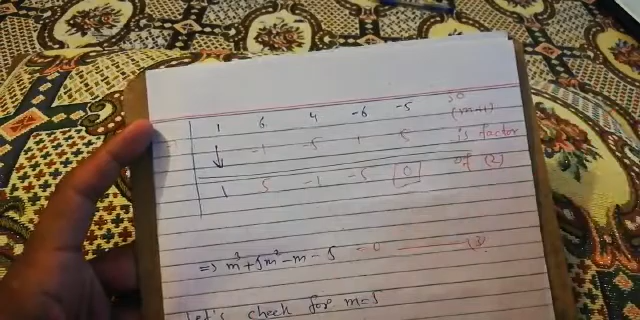 1 6 4 -6 -5 so
(m+1)
-1 -5 1 5 is factor
1 5 -1 -5 0 of (2)
⇒ m³+5m²-m-5 =0 (3)
Let's check for m=5